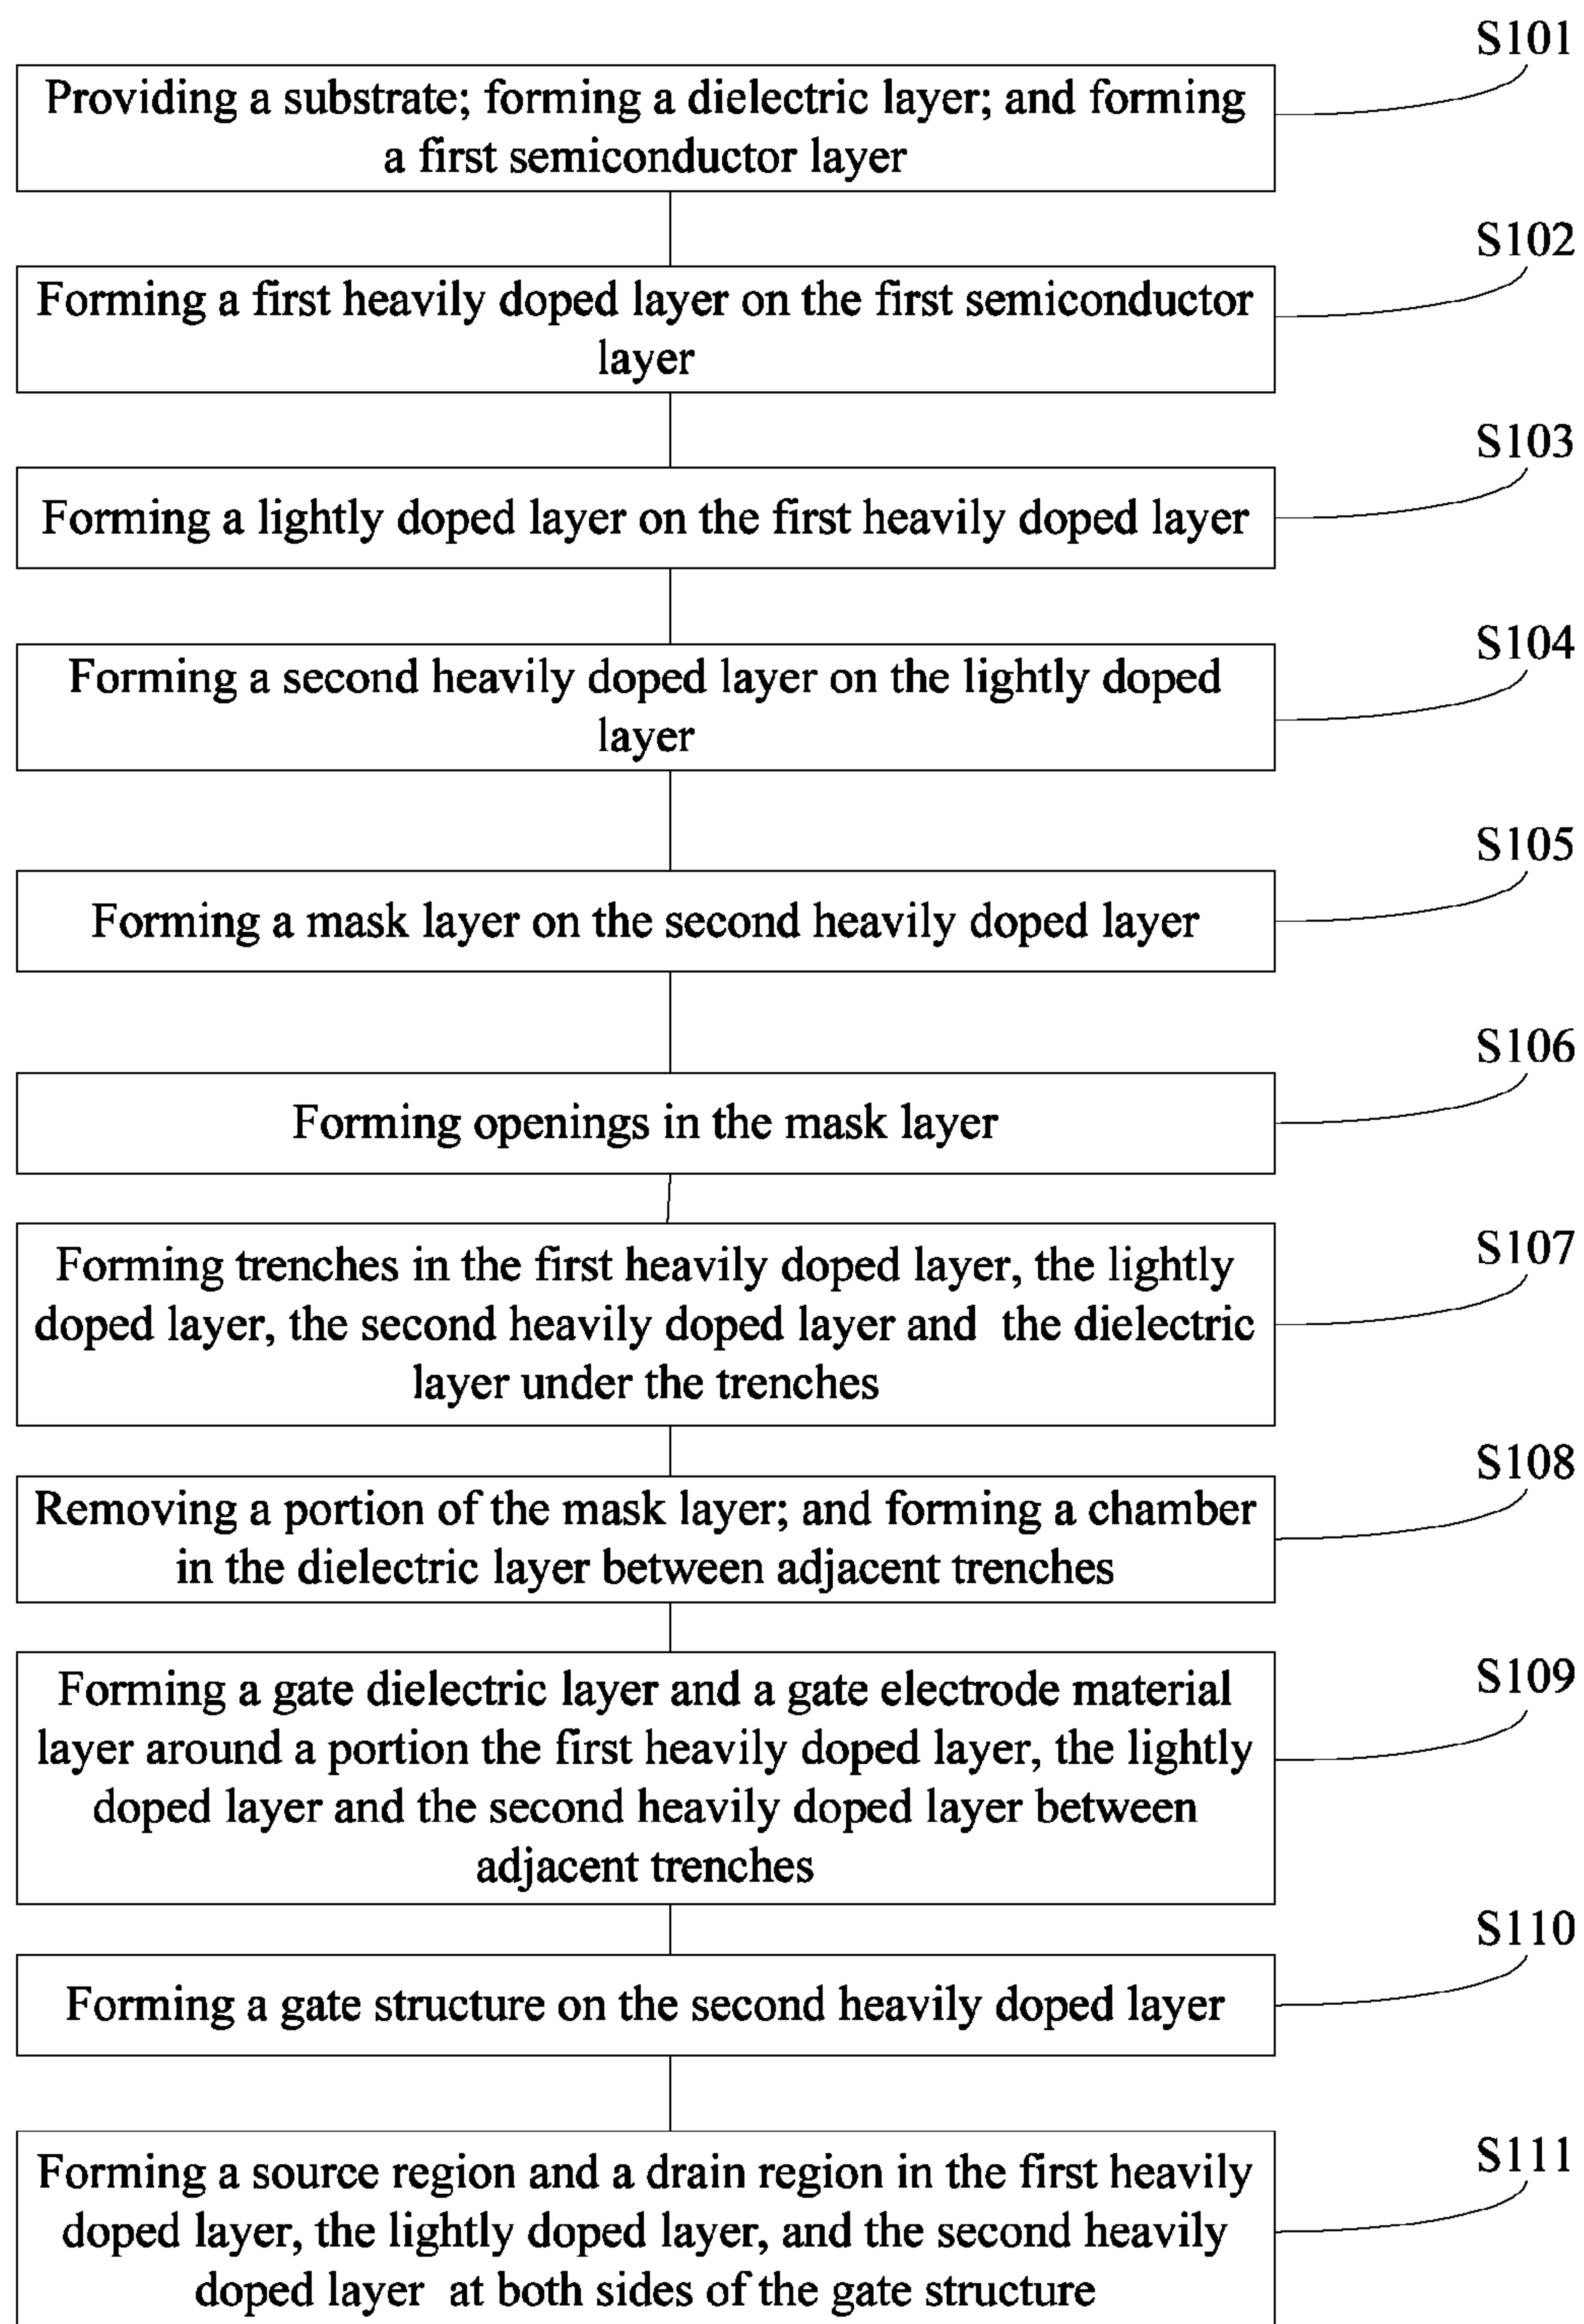 S101
Providing a substrate; forming a dielectric layer; and forming
a first semiconductor layer
S102
Forming a first heavily doped layer on the first semiconductor
layer
S103
Forming a lightly doped layer on the first heavily doped layer
S104
Forming a second heavily doped layer on the lightly doped
layer
S105
Forming a mask layer on the second heavily doped layer
S106
Forming openings in the mask layer
S107
Forming trenches in the first heavily doped layer, the lightly
doped layer, the second heavily doped layer and the dielectric
layer under the trenches
S108
Removing a portion of the mask layer; and forming a chamber
in the dielectric layer between adjacent trenches
S109
Forming a gate dielectric layer and a gate electrode material
layer around a portion the first heavily doped layer, the lightly
doped layer and the second heavily doped layer between
adjacent trenches
S110
Forming a gate structure on the second heavily doped layer
S111
Forming a source region and a drain region in the first heavily
doped layer, the lightly doped layer, and the second heavily
doped layer at both sides of the gate structure